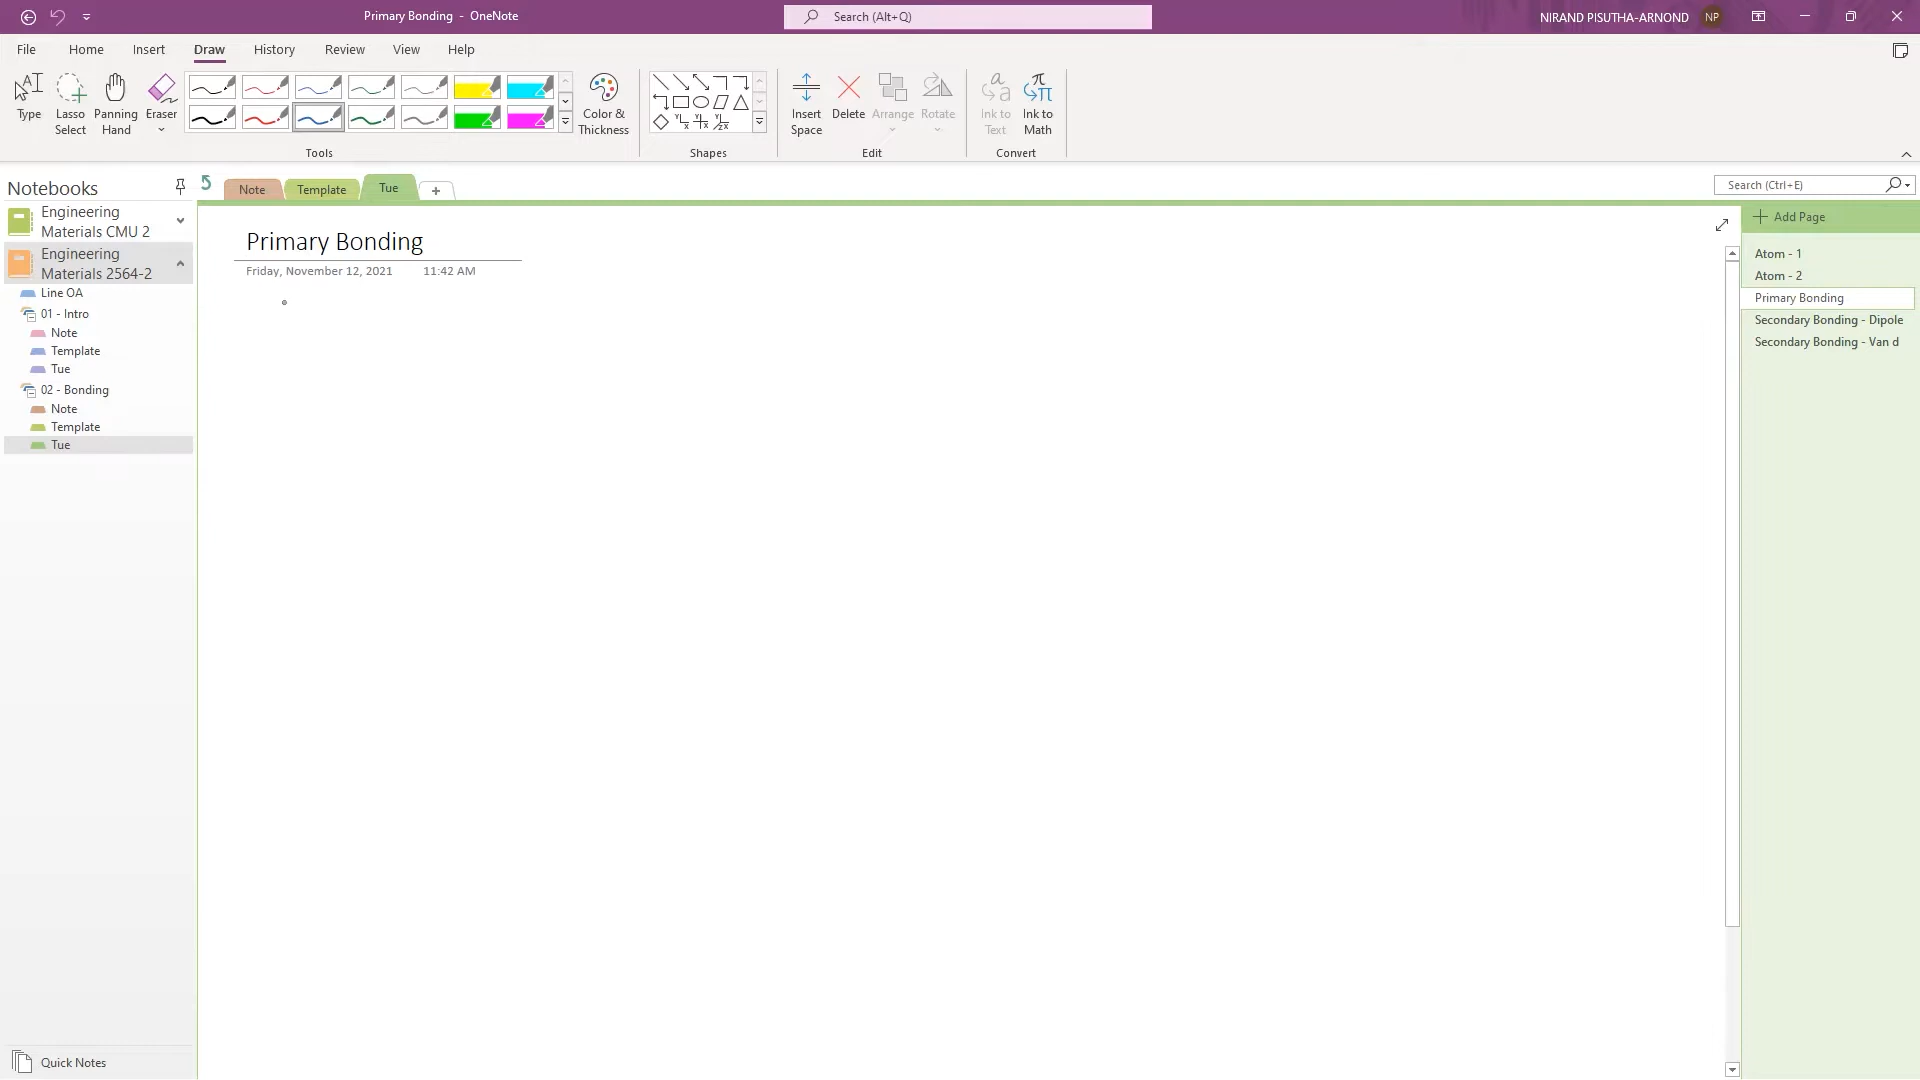 Primary Bonding - OneNote
Search (Alt+Q)
NIRAND PISUTHA-ARNOND NP
File Home Insert Draw History Review View Help
Type
Lasso Select
Panning Hand
Eraser
Color & Thickness
Insert Space
Delete
Arrange
Rotate
Ink to Text
Ink to Math
Tools
Shapes
Edit
Convert
Notebooks
Engineering
Materials CMU 2
Engineering
Materials 2564-2
Line OA
01 - Intro
Note
Template
Tue
02 - Bonding
Note
Template
Tue
Quick Notes
Note Template Tue
Search (Ctrl+E)
Primary Bonding
Friday, November 12, 2021 11:42 AM
Add Page
Atom - 1
Atom - 2
Primary Bonding
Secondary Bonding - Dipole
Secondary Bonding - Van d